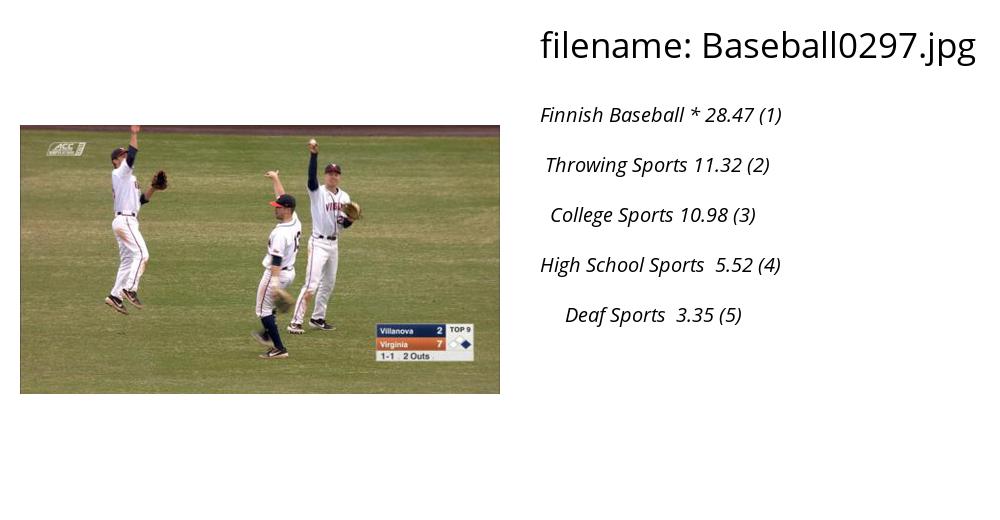 filename: Baseball0297.jpg
Finnish Baseball * 28.47 (1)
Throwing Sports 11.32 (2)
College Sports 10.98 (3)
High School Sports 5.52 (4)
Deaf Sports 3.35 (5)
ACC
Villanova 2 TOP 9
Virginia 7
1-1 2 Outs